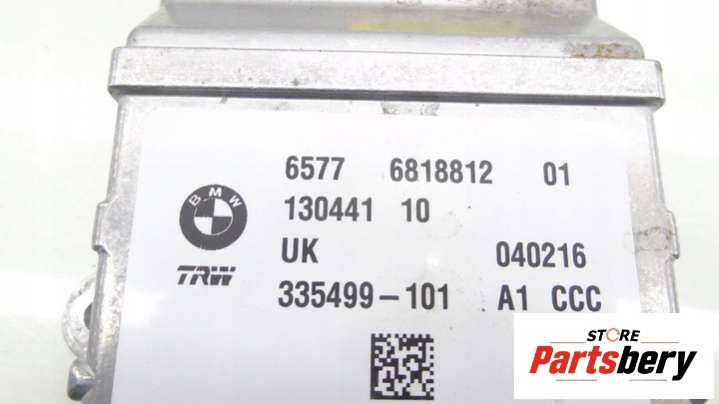 6577 6818812 01
BMW
130441 10
UK 040216
TRW
335499-101 A1 CCC
STORE
Partsbery